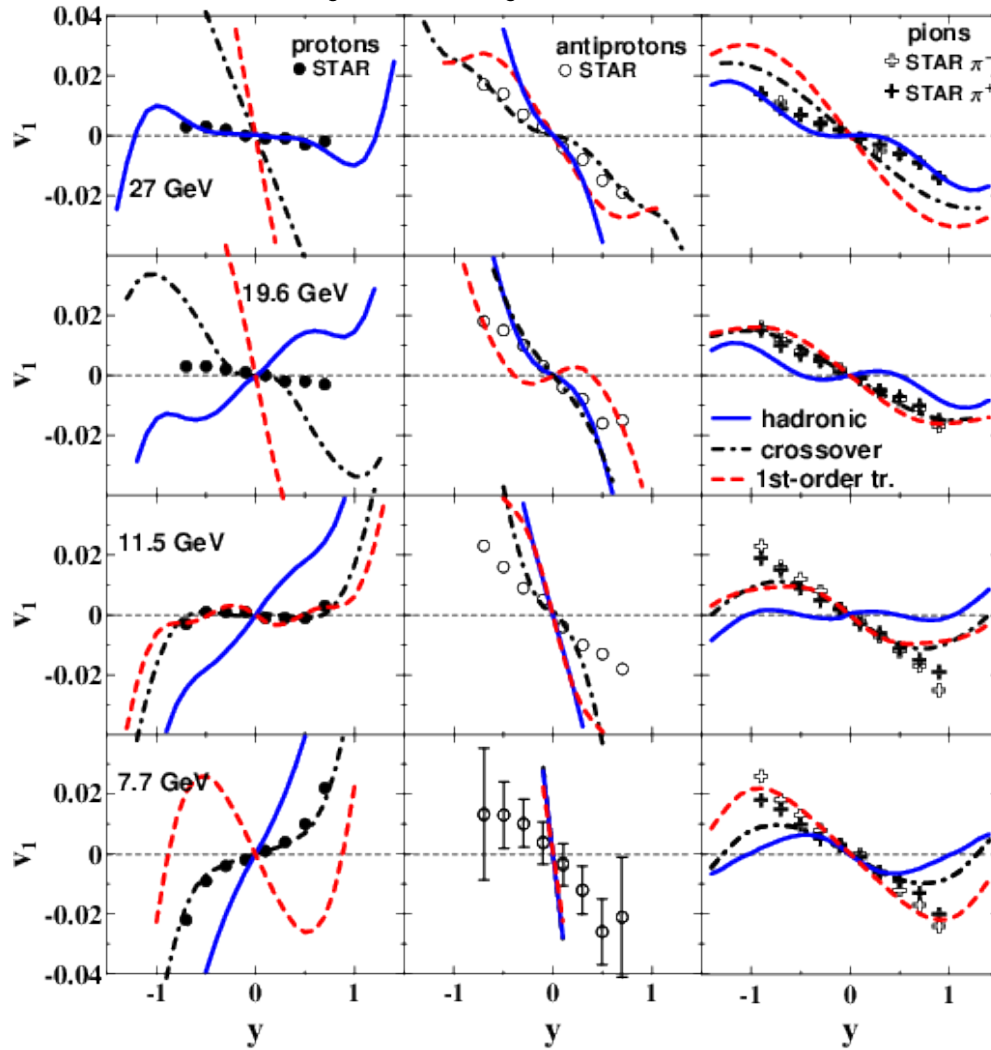 0.04
protons
STAR
antiprotons
STAR
pions
STAR π-
STAR π+
0.02
v1
0
-0.02
27 GeV
19.6 GeV
0.02
v1
0
-0.02
hadronic
crossover
1st-order tr.
11.5 GeV
0.02
v1
0
-0.02
7.7 GeV
0.02
v1
0
-0.02
-0.04
-1 0 1 -1 0 1 -1 0 1
y y y